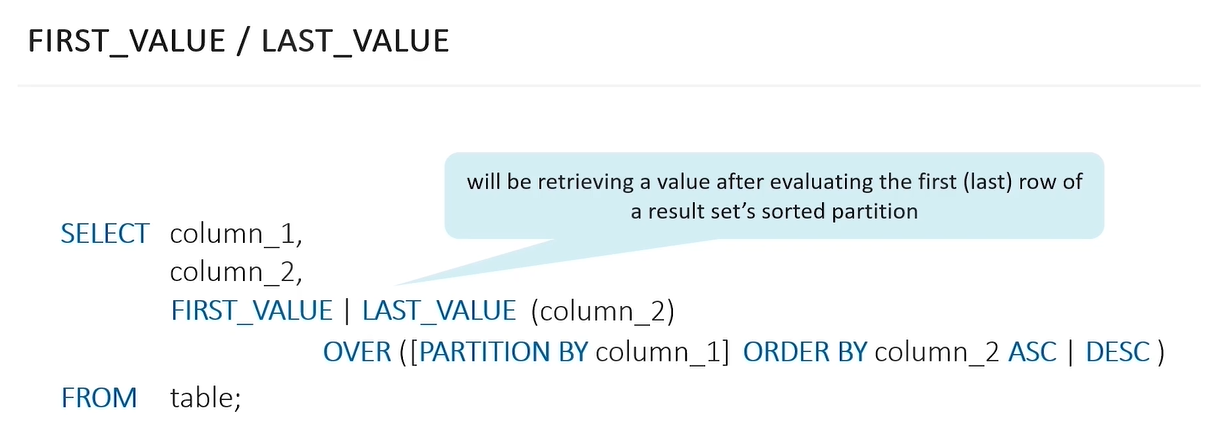 FIRST_VALUE / LAST_VALUE
will be retrieving a value after evaluating the first (last) row of
a result set’s sorted partition
SELECT column_1,
column_2,
FIRST_VALUE | LAST_VALUE (column_2)
OVER ([PARTITION BY column_1] ORDER BY column_2 ASC | DESC )
FROM table;